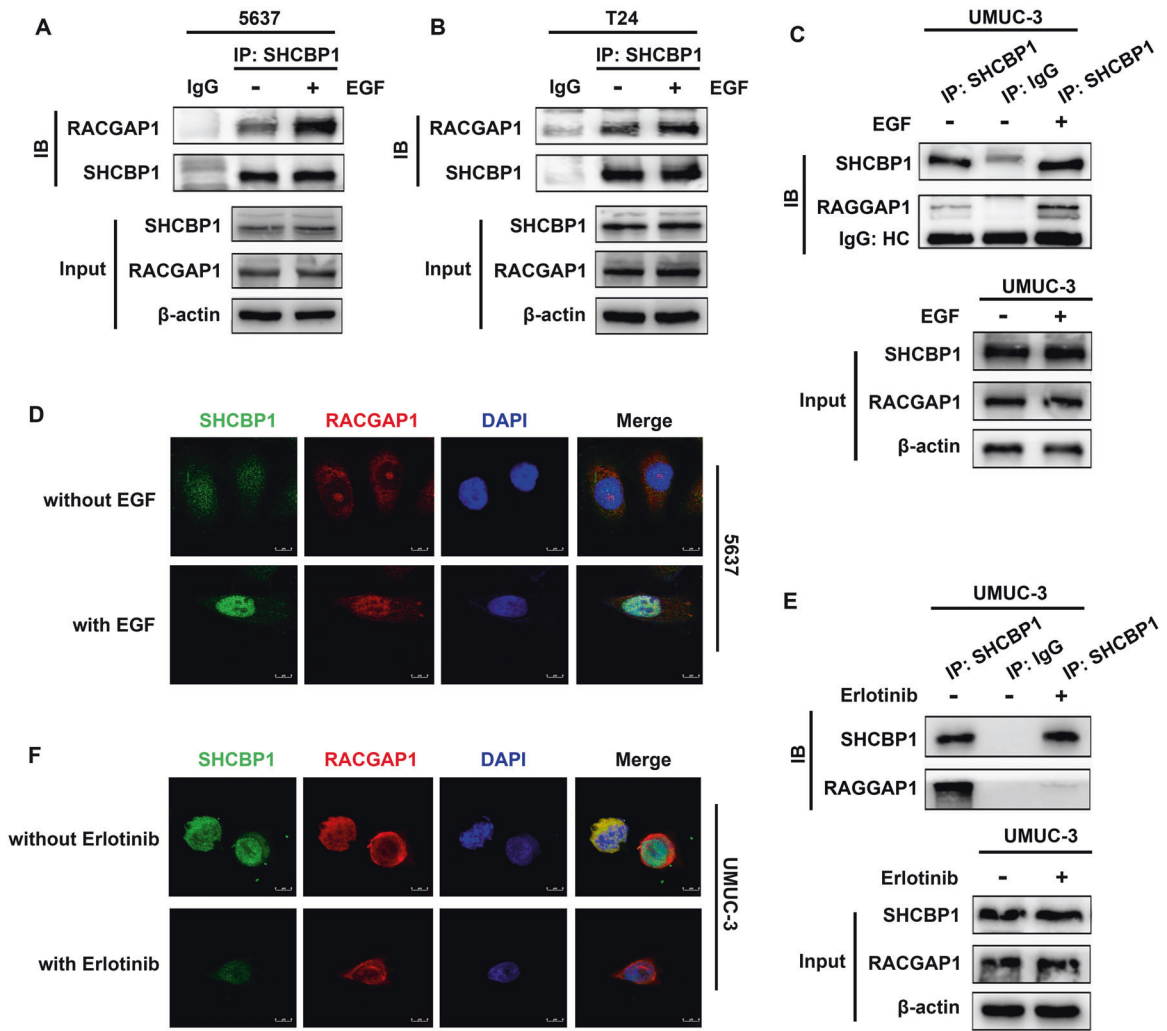 A
5637
IP: SHCBP1
IgG - + EGF
IB
RACGAP1
SHCBP1
Input
SHCBP1
RACGAP1
β-actin
B
T24
IP: SHCBP1
IgG - + EGF
IB
RACGAP1
SHCBP1
Input
SHCBP1
RACGAP1
β-actin
C
UMUC-3
IP: SHCBP1 IP: IgG IP: SHCBP1
EGF - - +
IB
SHCBP1
RAGGAP1
IgG: HC
UMUC-3
EGF - +
Input
SHCBP1
RACGAP1
β-actin
D
SHCBP1 RACGAP1 DAPI Merge
without EGF
with EGF
5637
E
UMUC-3
IP: SHCBP1 IP: IgG IP: SHCBP1
Erlotinib - - +
IB
SHCBP1
RAGGAP1
UMUC-3
Erlotinib - +
Input
SHCBP1
RACGAP1
β-actin
F
SHCBP1 RACGAP1 DAPI Merge
without Erlotinib
with Erlotinib
UMUC-3